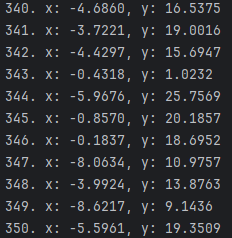 340. x: -4.6860, y: 16.5375
341. x: -3.7221, y: 19.0016
342. x: -4.4297, y: 15.6947
343. x: -0.4318, y: 1.0232
344. x: -5.9676, y: 25.7569
345. x: -0.8570, y: 20.1857
346. x: -0.1837, y: 18.6952
347. x: -8.0634, y: 10.9757
348. x: -3.9924, y: 13.8763
349. x: -8.6217, y: 9.1436
350. x: -5.5961, y: 19.3509